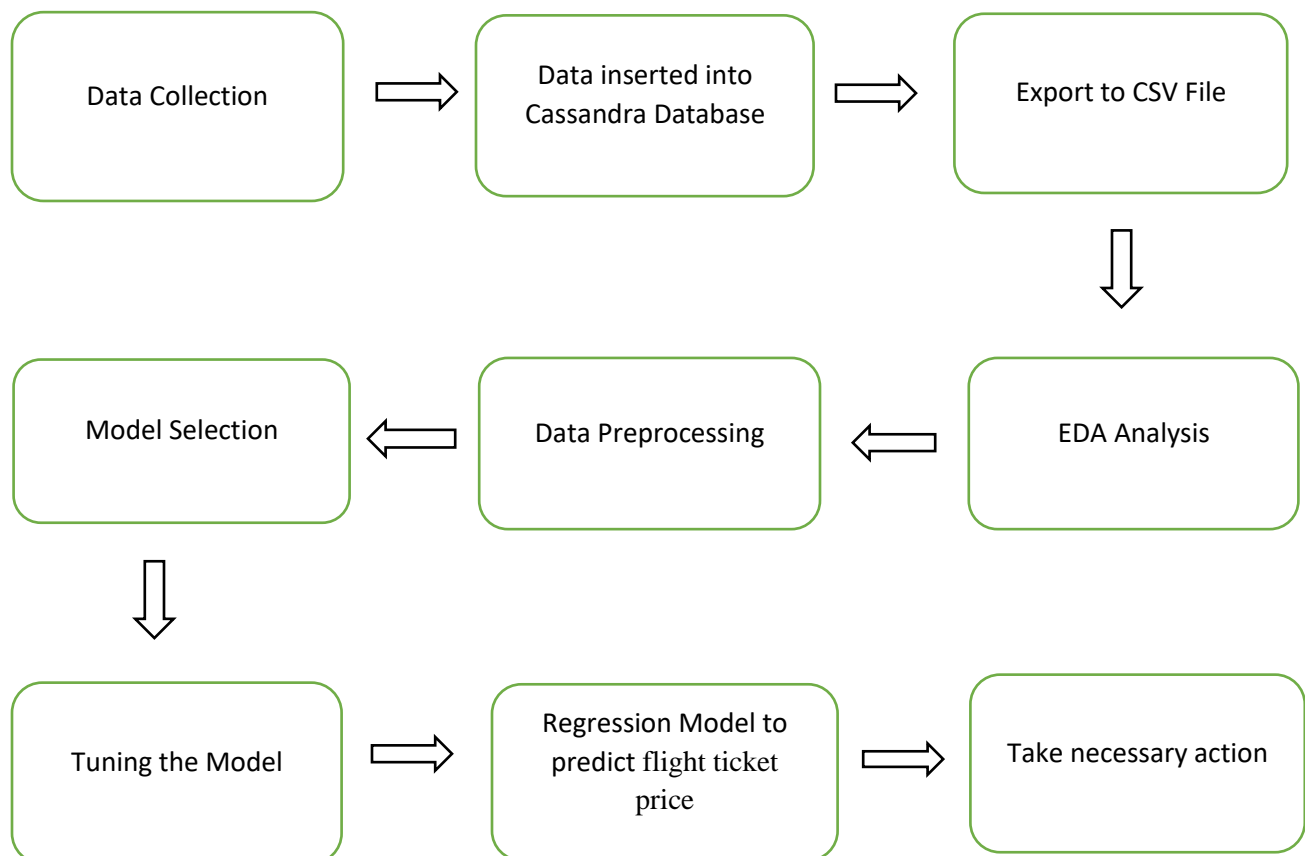 Data Collection
Data inserted into
Cassandra Database
Export to CSV File
EDA Analysis
Data Preprocessing
Model Selection
Tuning the Model
Regression Model to
predict flight ticket
price
Take necessary action